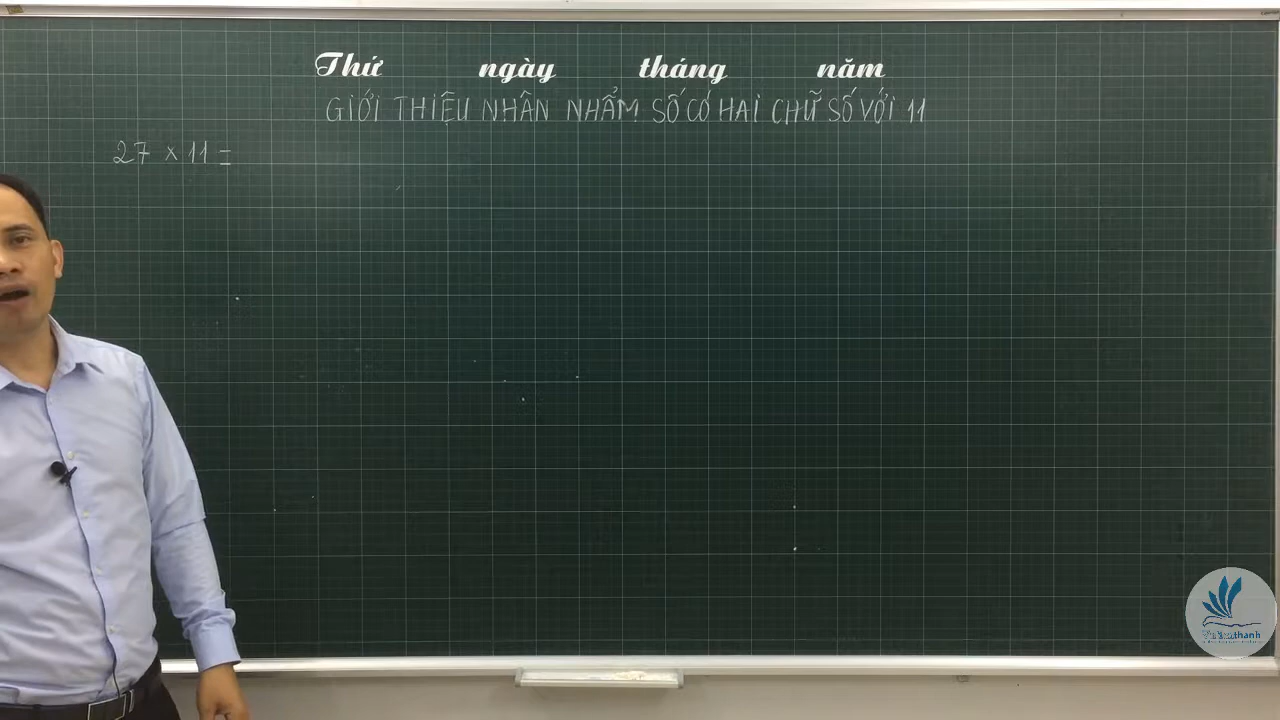 Thứ ngày tháng năm
GIỚI THIỆU NHÂN NHẨM SỐ CÓ HAI CHỮ SỐ VỚI 11
27 × 11 =